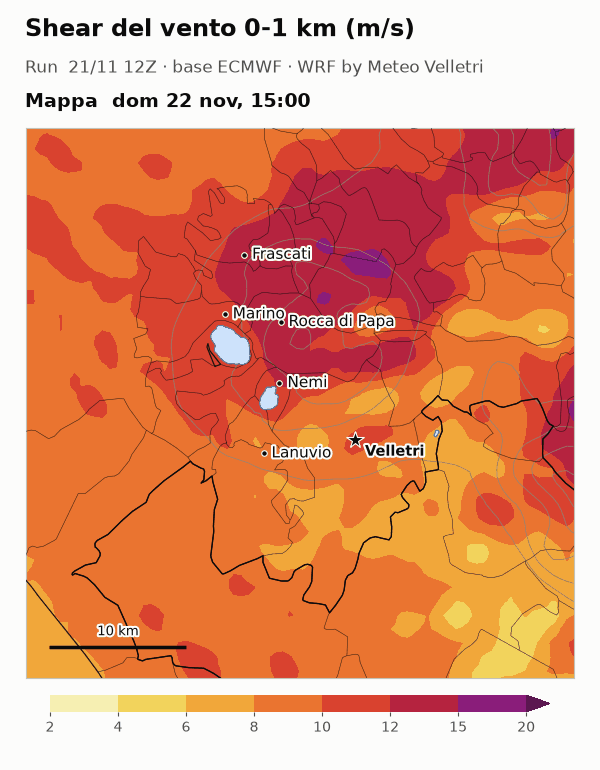 Shear del vento 0-1 km (m/s)
Run  21/11 12Z · base ECMWF · WRF by Meteo Velletri
Mappa  dom 22 nov, 15:00
Frascati
Marino
Rocca di Papa
Nemi
Velletri
Lanuvio
10 km
2 4 6 8 10 12 15 20